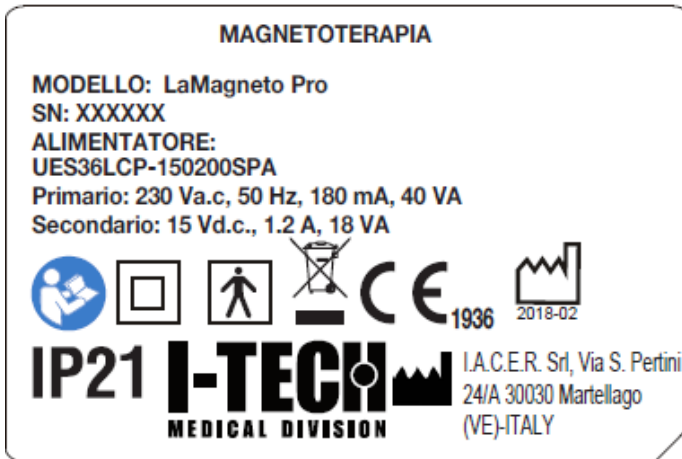 MAGNETOTERAPIA
MODELLO: LaMagneto Pro
SN: XXXXXX
ALIMENTATORE:
UES36LCP-150200SPA
Primario: 230 Va.c, 50 Hz, 180 mA, 40 VA
Secondario: 15 Vd.c., 1.2 A, 18 VA
CE 1936
2018-02
IP21
I-TECH
MEDICAL DIVISION
I.A.C.E.R. Srl, Via S. Pertini
24/A 30030 Martellago
(VE)-ITALY